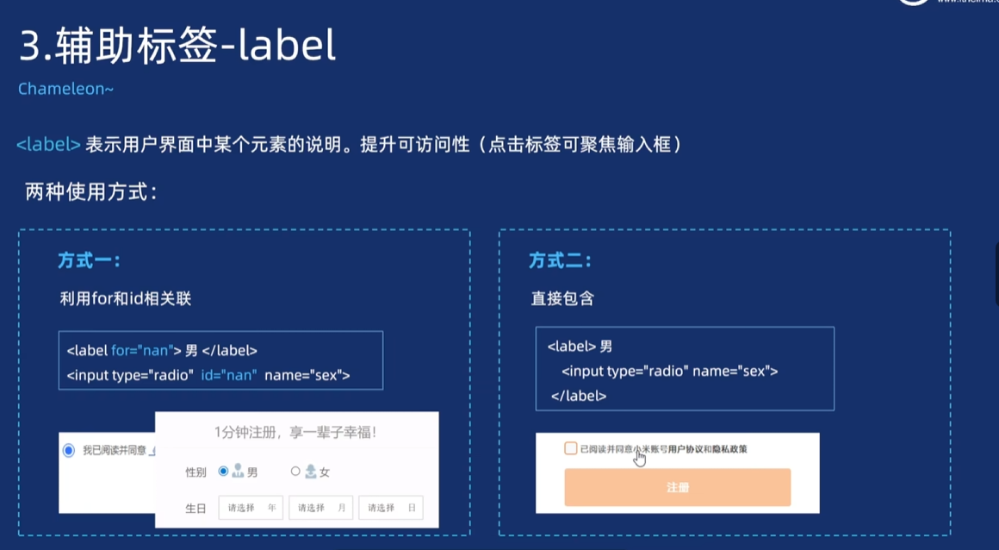 3.辅助标签-label
Chameleon~
<label> 表示用户界面中某个元素的说明。提升可访问性（点击标签可聚焦输入框）
两种使用方式：
方式一：
利用for和id相关联
<label for="nan"> 男 </label>
<input type="radio" id="nan" name="sex">
我已阅读并同意
1分钟注册，享一辈子幸福！
性别 男 女
生日 请选择 年 请选择 月 请选择 日
方式二：
直接包含
<label> 男
<input type="radio" name="sex">
</label>
已阅读并同意小米账号用户协议和隐私政策
注册